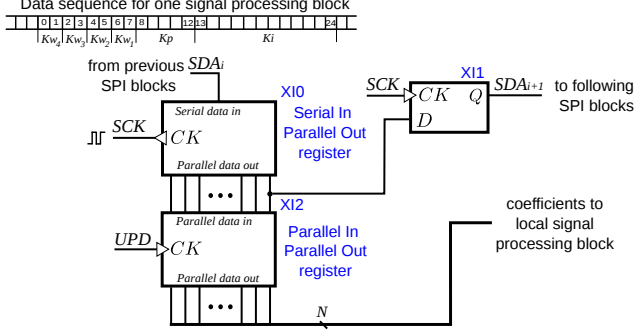 Data sequence for one signal processing block
0 1 2 3 4 5 6 7 8 12 13 24
Kw4 Kw3 Kw2 Kw1 Kp Ki
from previous SDAi
SPI blocks
XI0
Serial data in
Serial In
Parallel Out
register
SCK
CK
Parallel data out
XI1
SCK
CK Q
D
SDAi+1
to following
SPI blocks
XI2
Parallel data in
Parallel In
Parallel Out
register
UPD
CK
Parallel data out
coefficients to
local signal
processing block
N